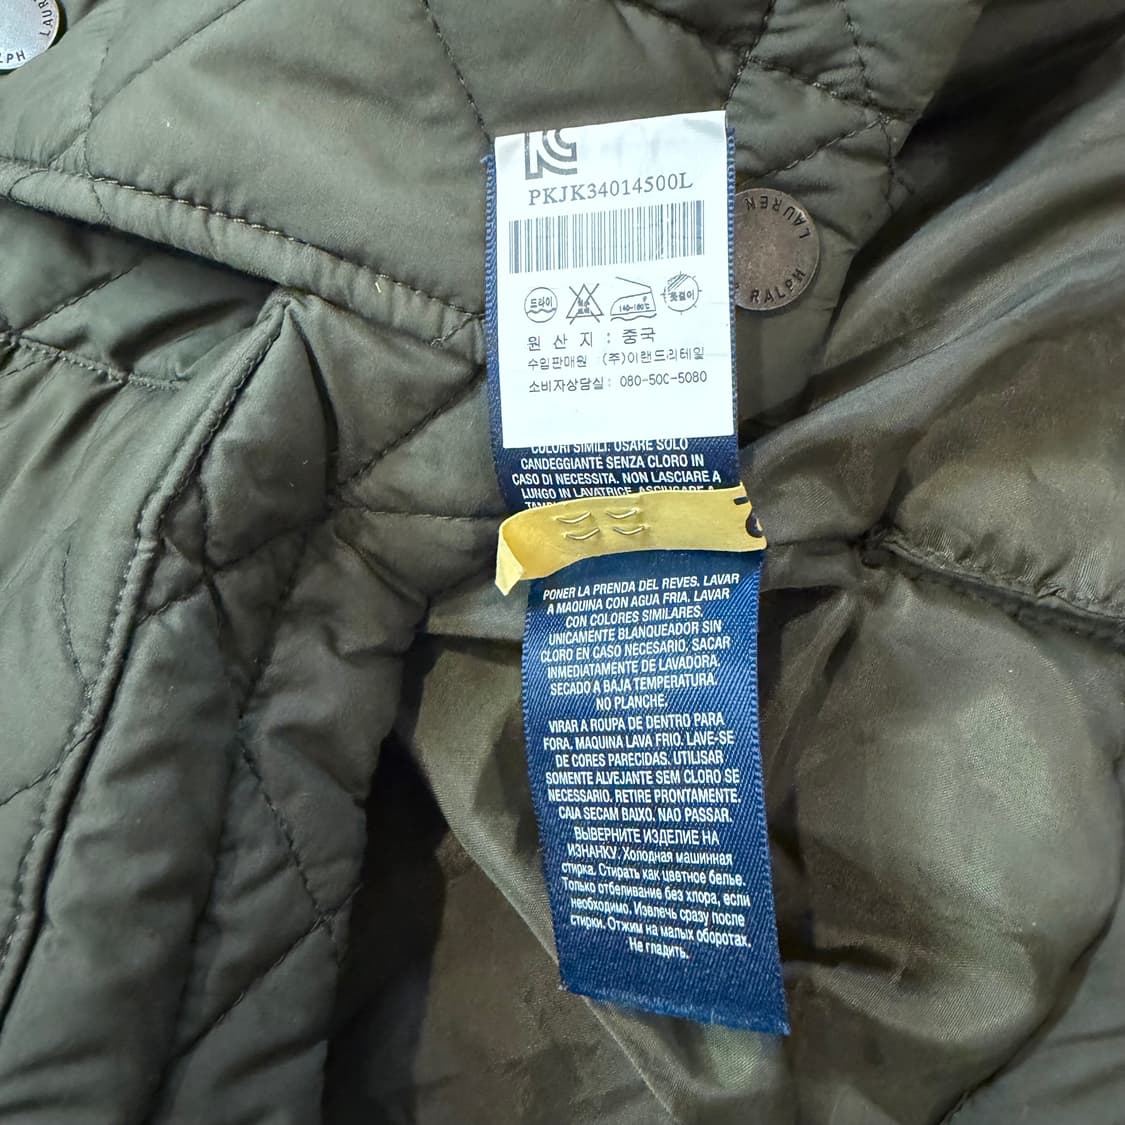 LPH LAUR
PKJK34014500L
드라이
140-160℃
옷걸이
원 산 지 : 중국
수입판매원 (주)이랜드리테일
소비자상담실: 080-500-5080
LAUREN
RALPH
COLORI SIMILI. USARE SOLO
CANDEGGIANTE SENZA CLORO IN
CASO DI NECESSITA. NON LASCIARE A
LUNGO IN LAVATRICE. ASCIUGARE A
PONER LA PRENDA DEL REVES. LAVAR
A MAQUINA CON AGUA FRIA. LAVAR
CON COLORES SIMILARES.
UNICAMENTE BLANQUEADOR SIN
CLORO EN CASO NECESARIO, SACAR
INMEDIATAMENTE DE LAVADORA.
SECADO A BAJA TEMPERATURA.
NO PLANCHE.
VIRAR A ROUPA DE DENTRO PARA
FORA. MAQUINA LAVA FRIO. LAVE-SE
DE CORES PARECIDAS. UTILISAR
SOMENTE ALVEJANTE SEM CLORO SE
NECESSARIO. RETIRE PRONTAMENTE.
CAIA SECAM BAIXO. NAO PASSAR.
ВЫВЕРНИТЕ ИЗДЕЛИЕ НА
ИЗНАНКУ. Холодная машинная
стирка. Стирать как цветное белье.
Только отбеливание без хлора, если
необходимо. Извлечь сразу после
стирки. Отжим на малых оборотах.
Не гладить.